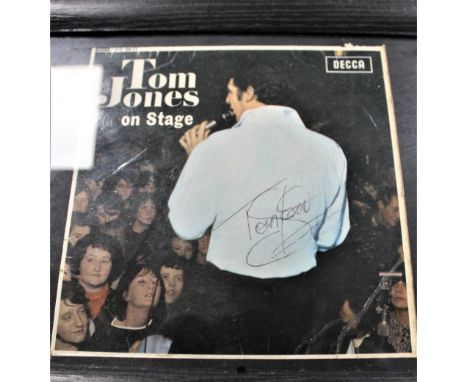 Tom
Jones
on Stage
DECCA